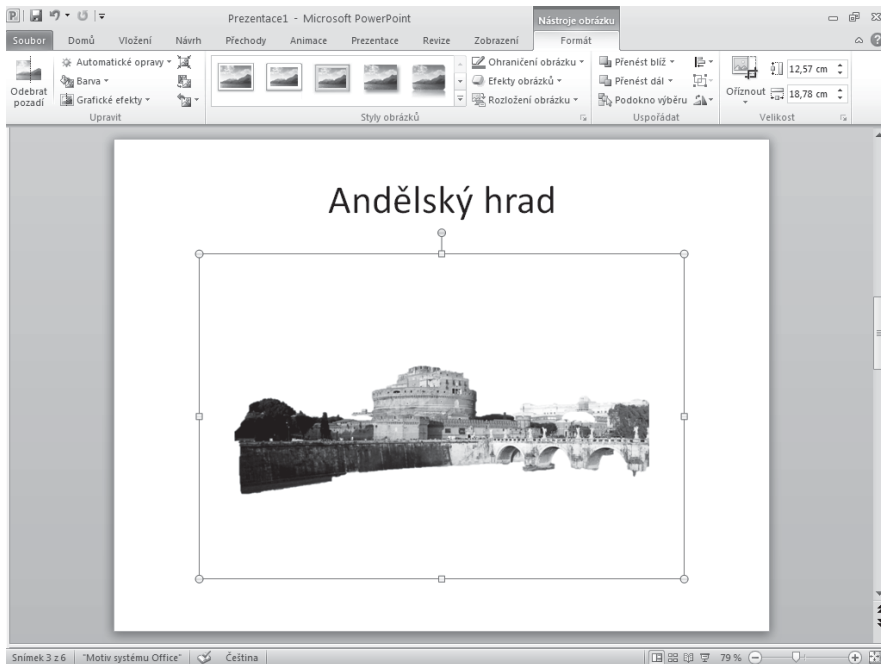 Prezentace1 - Microsoft PowerPoint
Nástroje obrázku
Soubor Domů Vložení Návrh Přechody Animace Prezentace Revize Zobrazení Formát
Odebrat pozadí
Automatické opravy
Barva
Grafické efekty
Upravit
Styly obrázků
Ohraničení obrázku
Efekty obrázků
Rozložení obrázku
Přenést blíž
Přenést dál
Podokno výběru
Uspořádat
Oříznout
12,57 cm
18,78 cm
Velikost
Andělský hrad
Snímek 3 z 6 "Motiv systému Office" Čeština 79 %